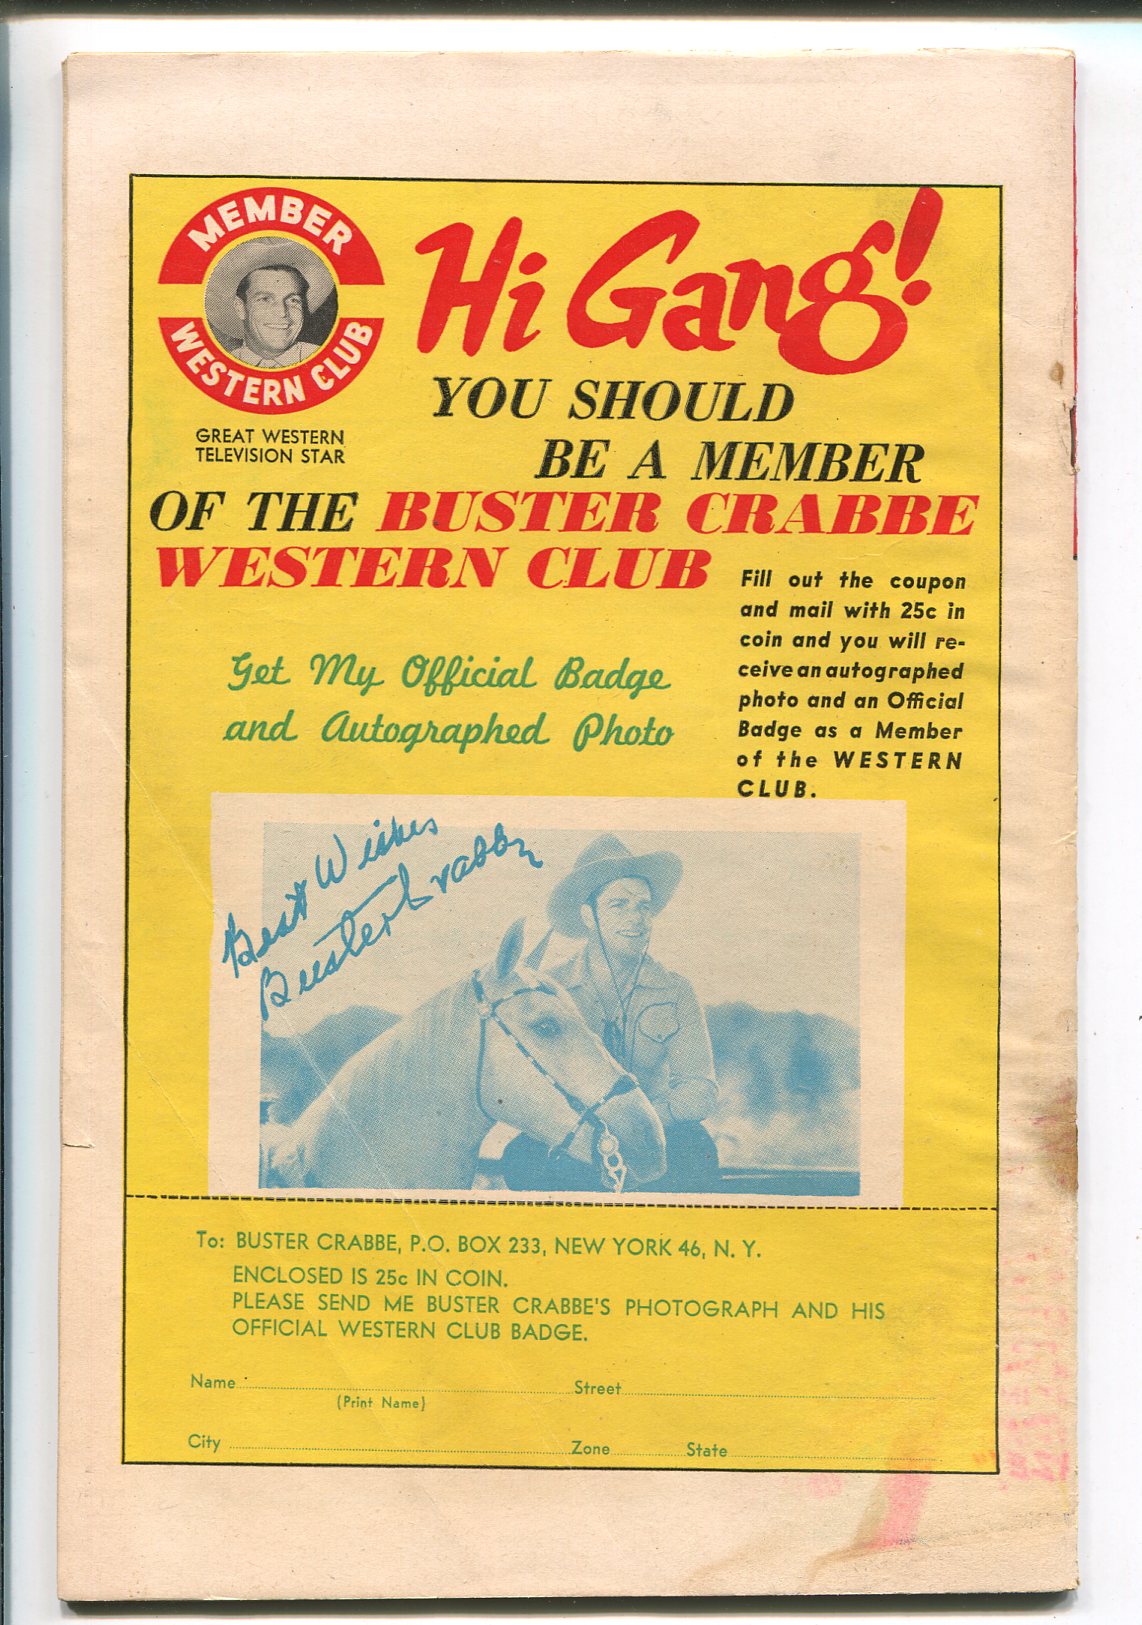 MEMBER
WESTERN CLUB
GREAT WESTERN
TELEVISION STAR
Hi Gang!
YOU SHOULD
BE A MEMBER
OF THE BUSTER CRABBE
WESTERN CLUB
Fill out the coupon
and mail with 25c in
coin and you will re-
ceive an autographed
photo and an Official
Badge as a Member
of the WESTERN
CLUB.
Get My Official Badge
and Autographed Photo
Best Wishes
Buster Crabbe
To: BUSTER CRABBE, P.O. BOX 233, NEW YORK 46, N. Y.
ENCLOSED IS 25c IN COIN.
PLEASE SEND ME BUSTER CRABBE'S PHOTOGRAPH AND HIS
OFFICIAL WESTERN CLUB BADGE.
Name Street
(Print Name)
City Zone State